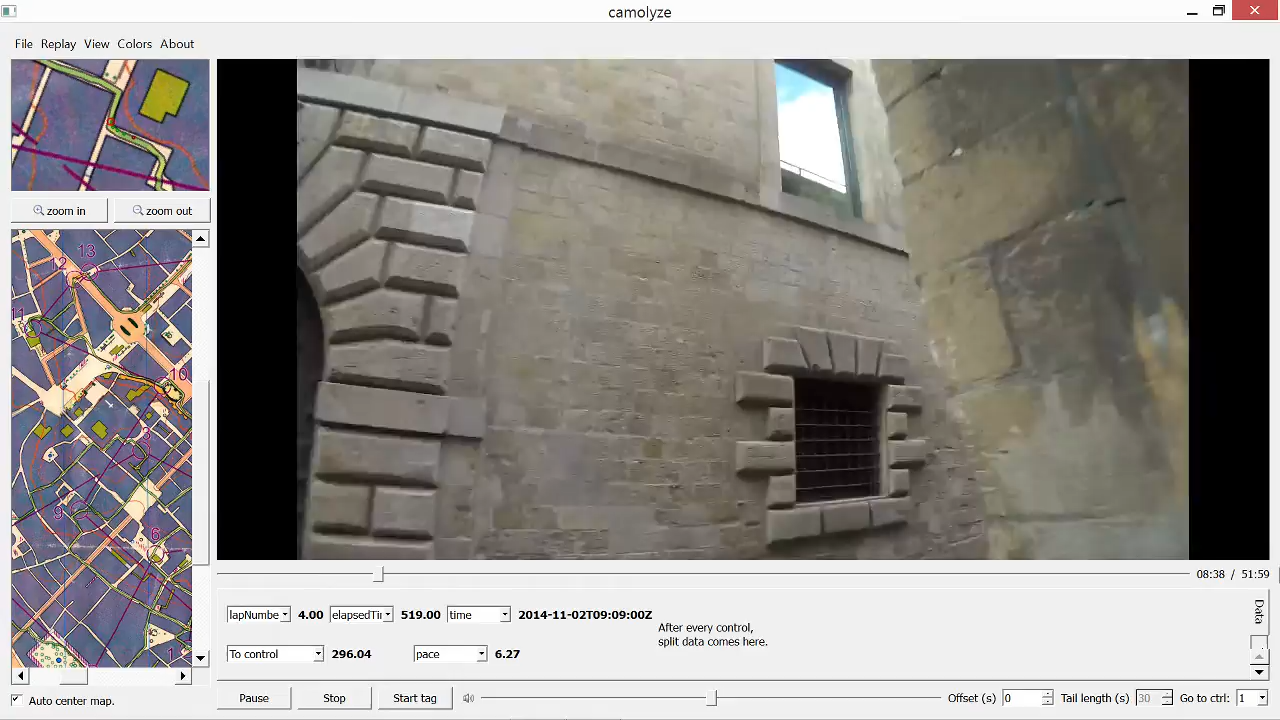 camolyze
File Replay View Colors About
zoom in zoom out
13
12
11
10
3
9
6
1
08:38 / 51:59
lapNumbe 4.00 elapsedTi 519.00 time 2014-11-02T09:09:00Z
After every control,
split data comes here.
To control 296.04 pace 6.27
Data
Auto center map.
Pause Stop Start tag Offset (s) 0 Tail length (s) 30 Go to ctrl: 1